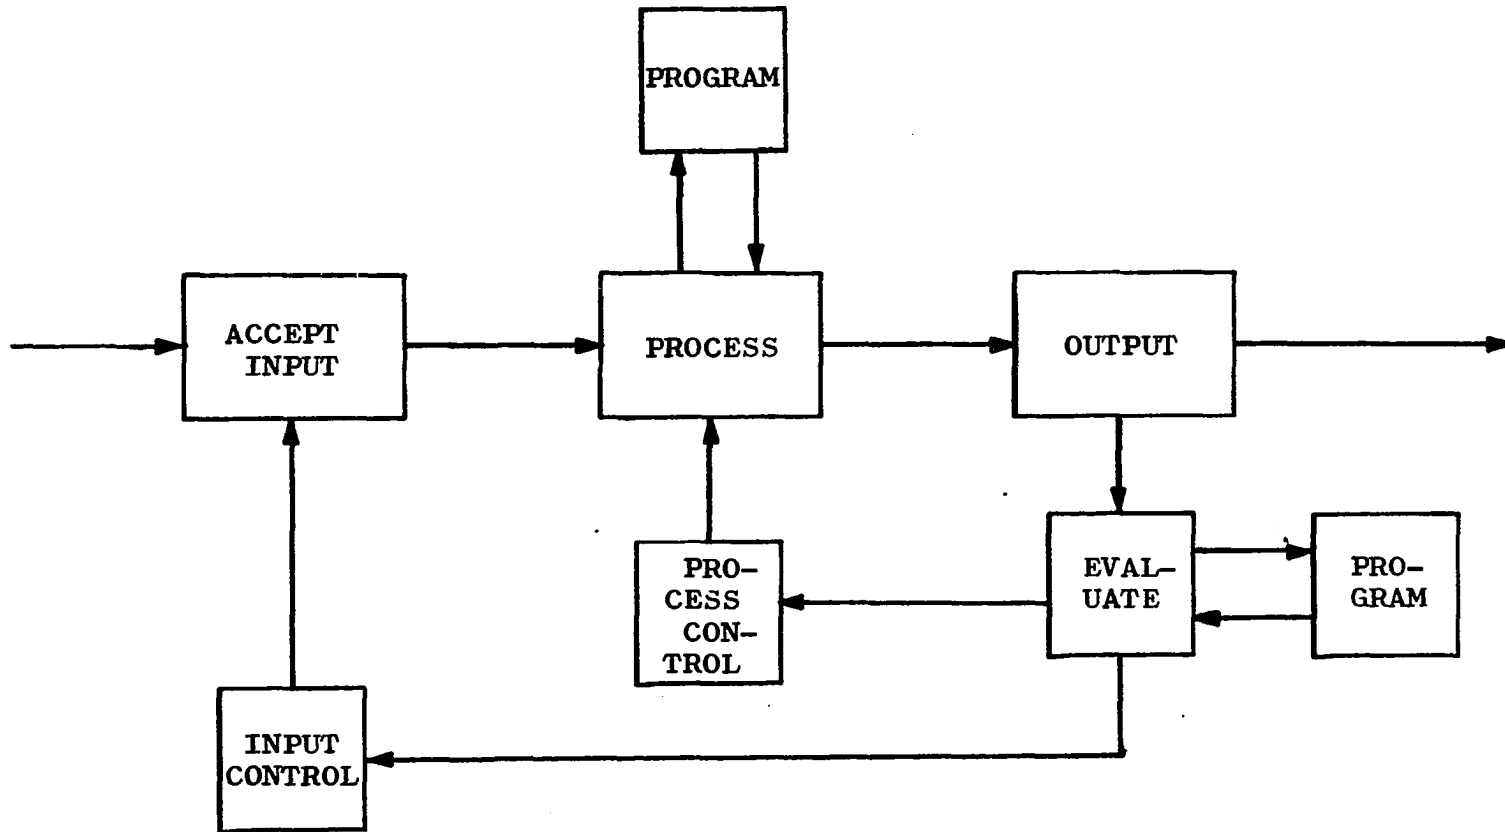 PROGRAM
ACCEPT
INPUT
PROCESS
OUTPUT
PRO-
CESS
CON-
TROL
EVAL-
UATE
PRO-
GRAM
INPUT
CONTROL